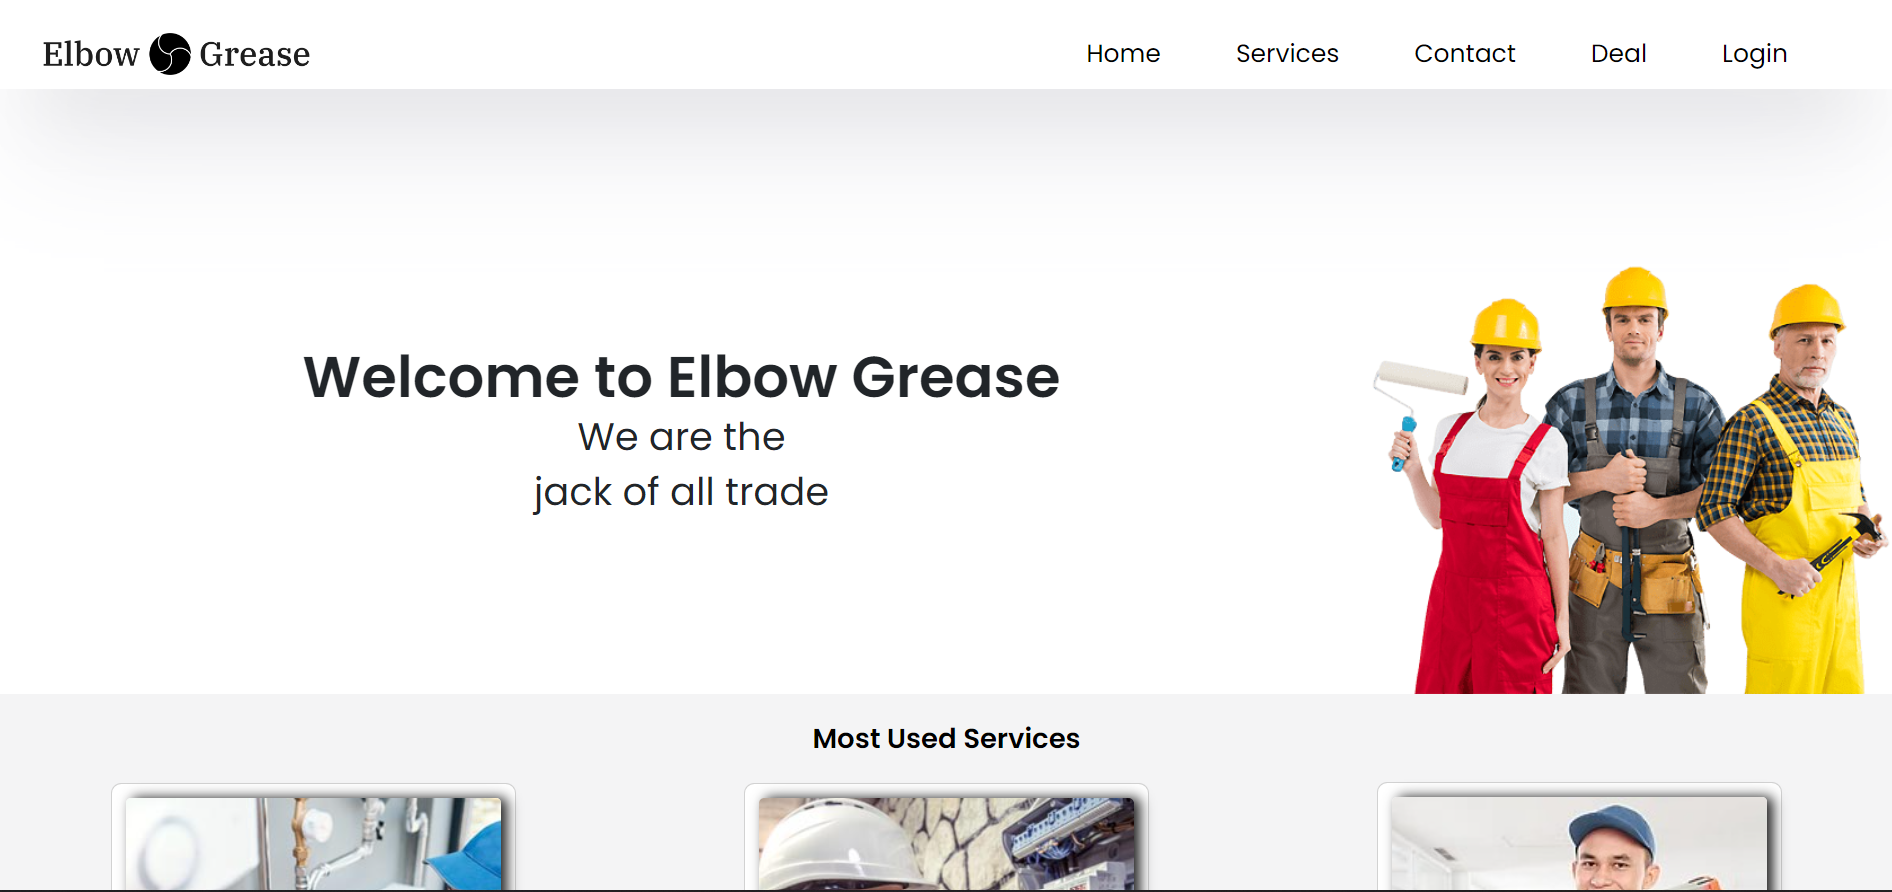 Elbow Grease
Home Services Contact Deal Login
Welcome to Elbow Grease
We are the
jack of all trade
Most Used Services